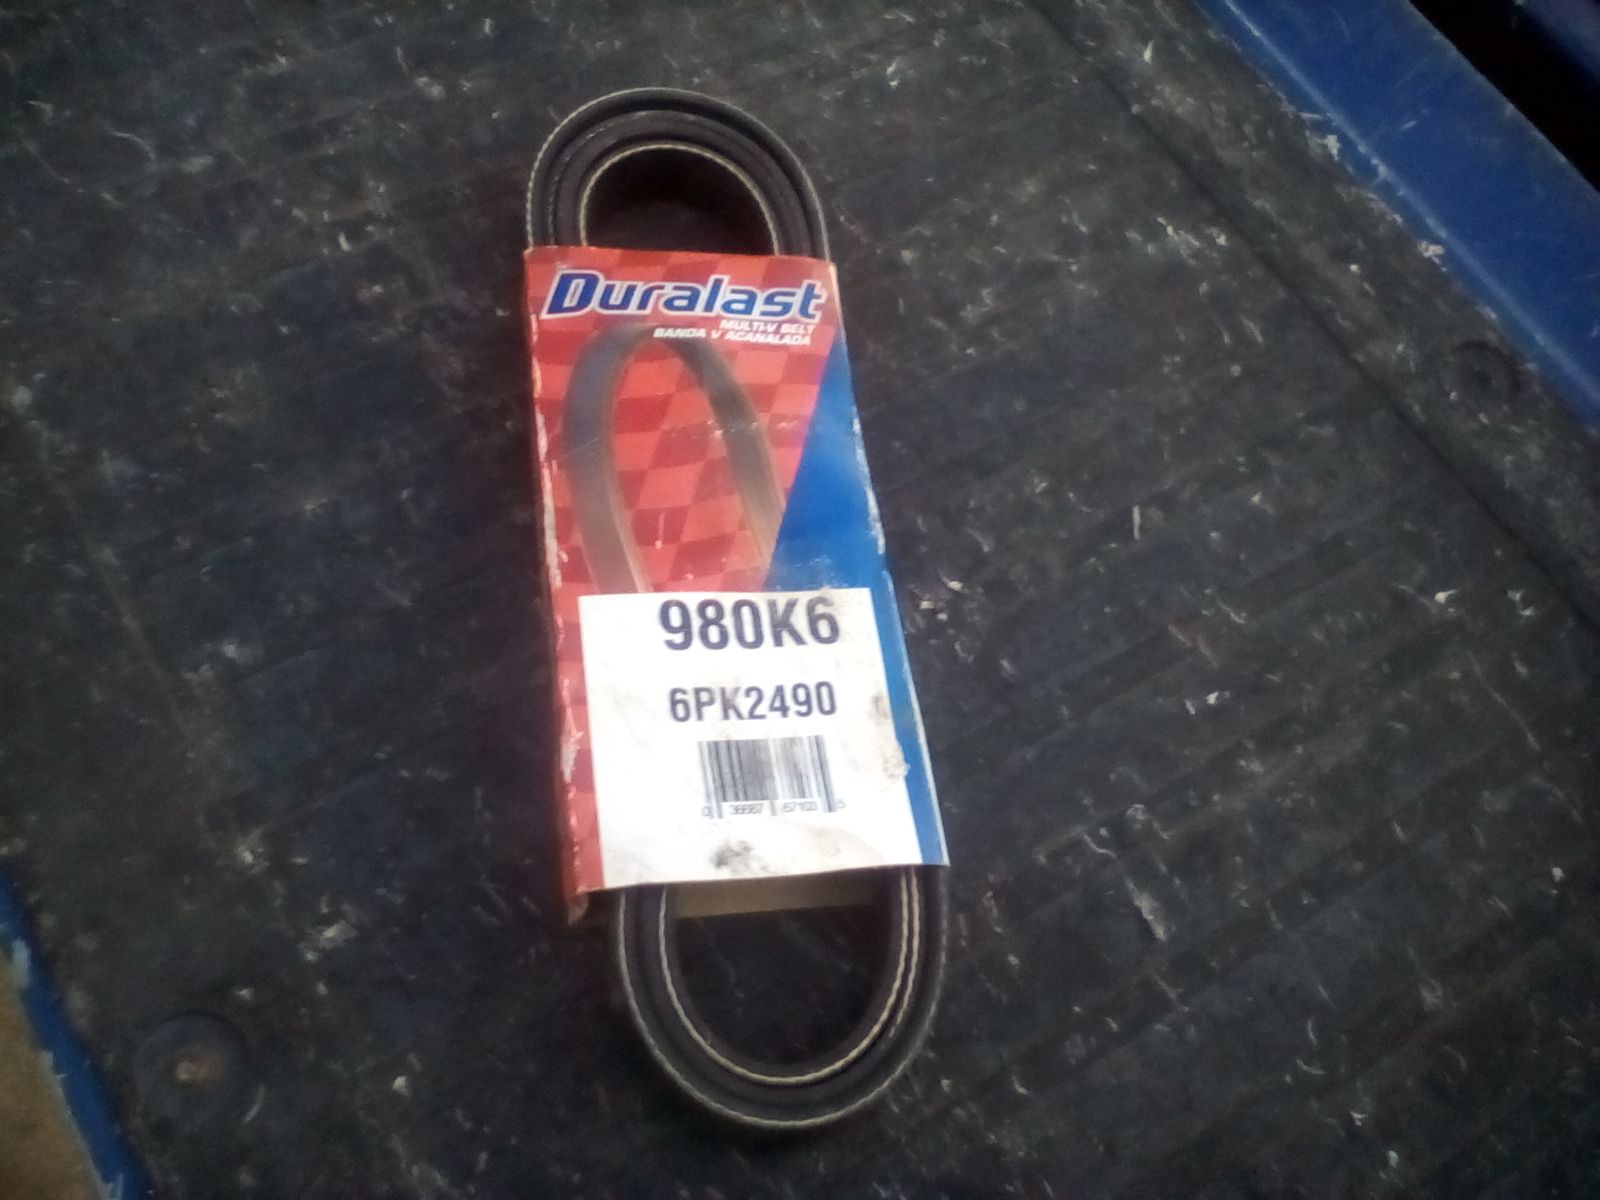 Duralast
MULTI-V BELT
BANDA V ACANALADA
980K6
6PK2490